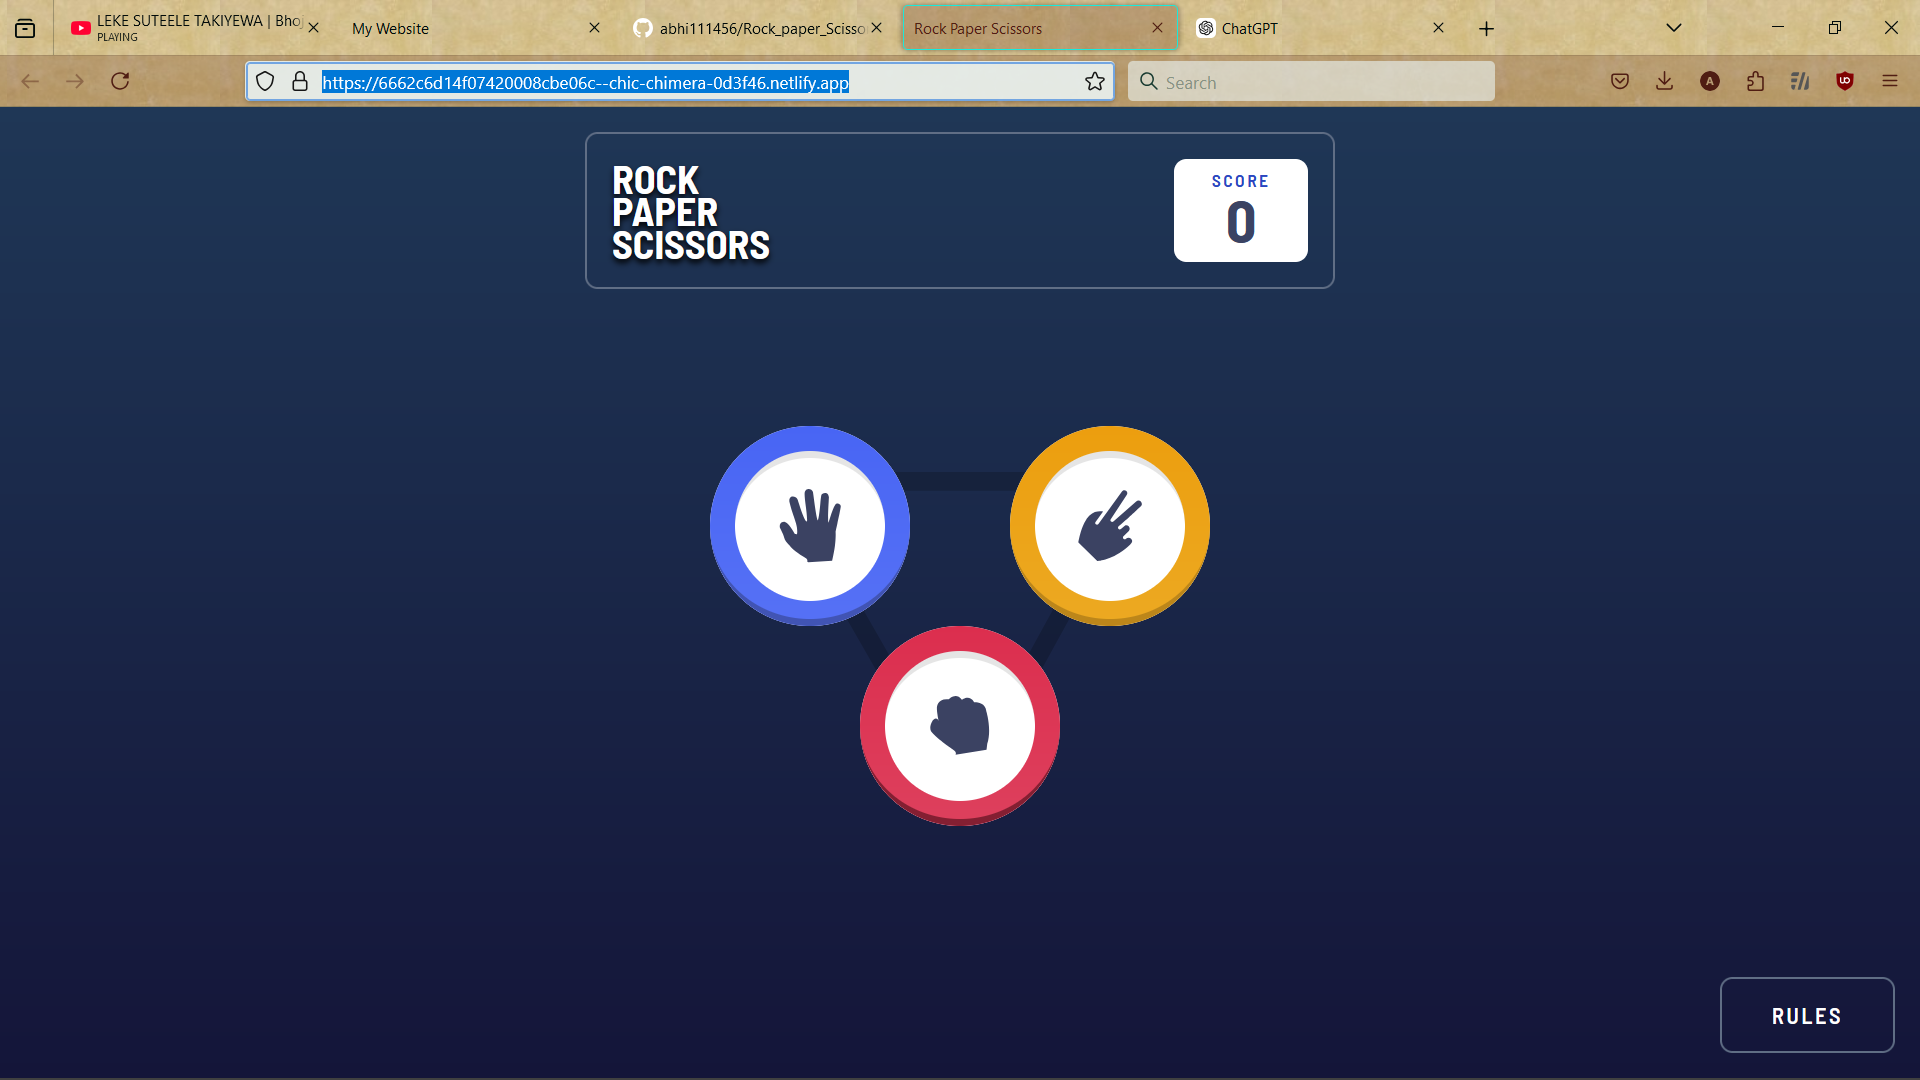 LEKE SUTEELE TAKIYEWA | Bhoj
PLAYING
My Website
abhi111456/Rock_paper_Scisso
Rock Paper Scissors
ChatGPT
https://6662c6d14f07420008cbe06c--chic-chimera-0d3f46.netlify.app
Search
A
ROCK
PAPER
SCISSORS
SCORE
0
RULES